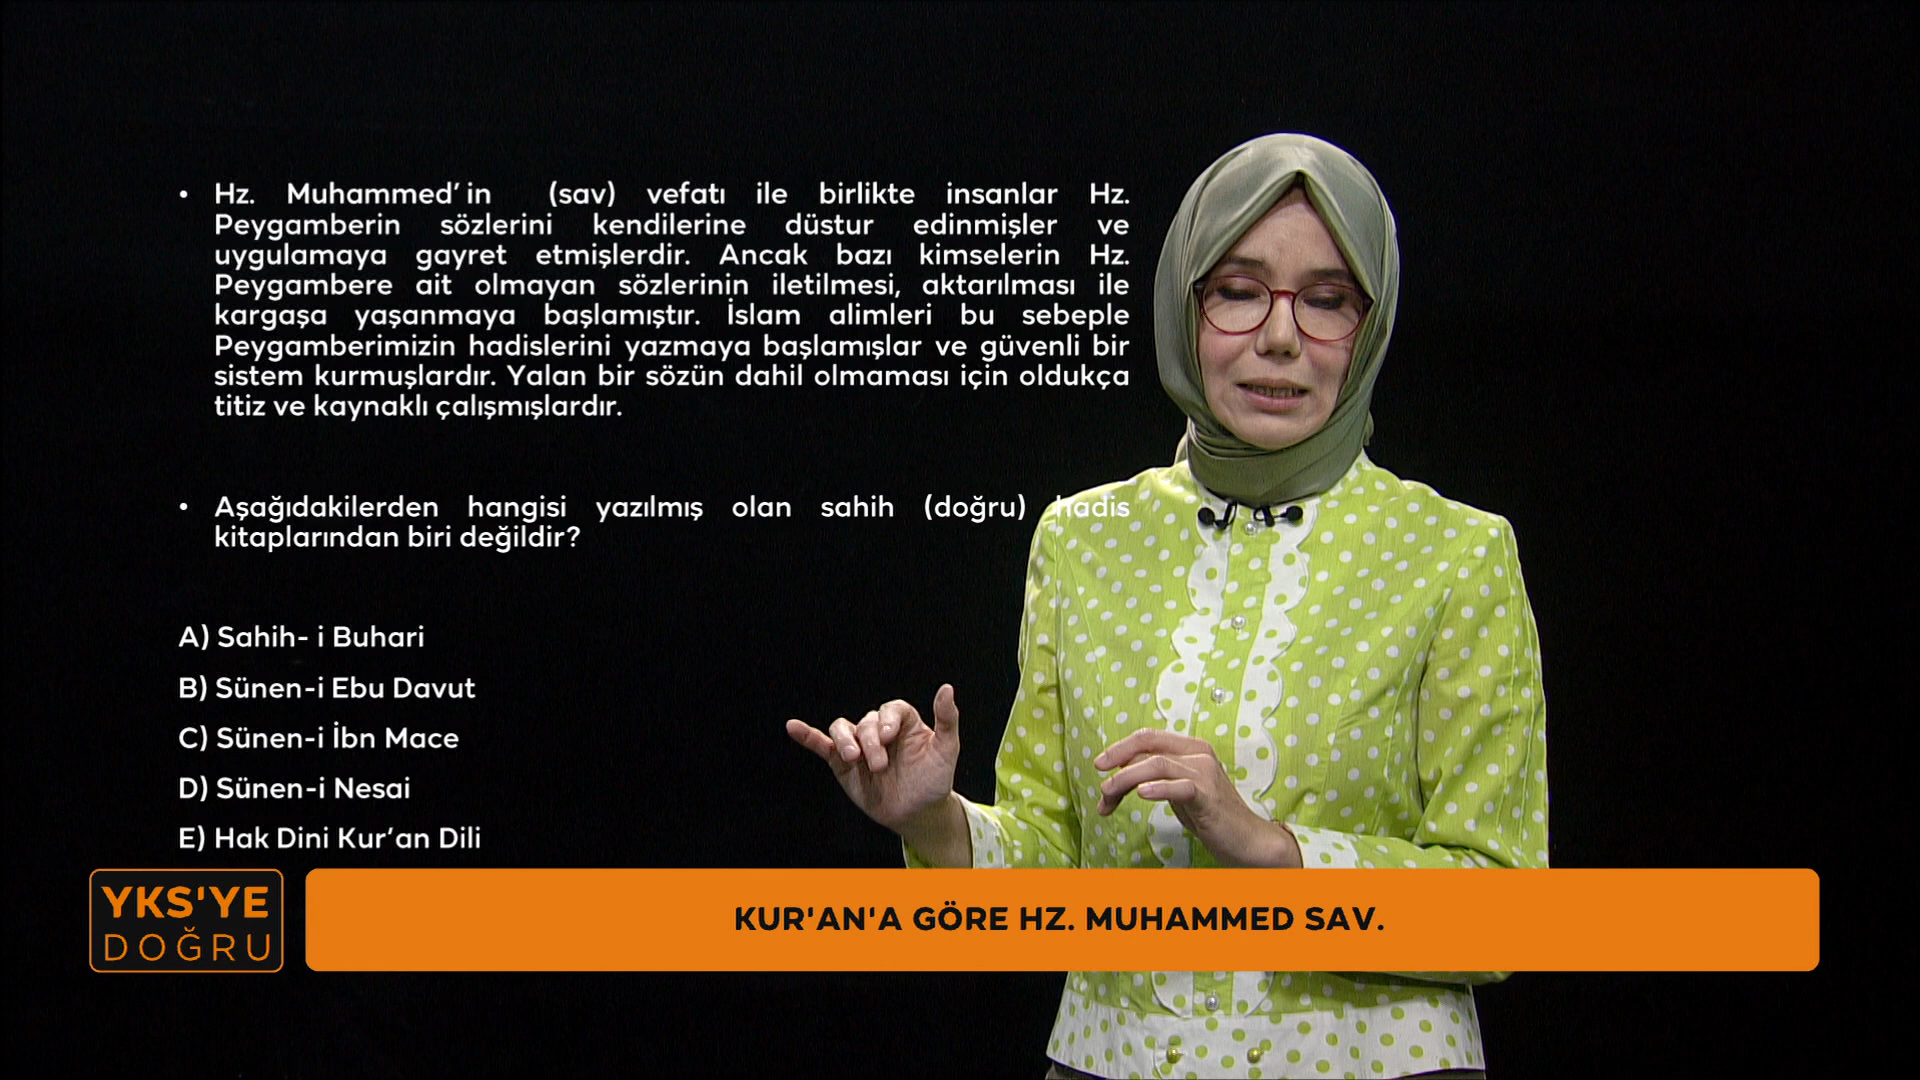 • Hz. Muhammed’in (sav) vefatı ile birlikte insanlar Hz.
Peygamberin sözlerini kendilerine düstur edinmişler ve
uygulamaya gayret etmişlerdir. Ancak bazı kimselerin Hz.
Peygambere ait olmayan sözlerinin iletilmesi, aktarılması ile
kargaşa yaşanmaya başlamıştır. İslam alimleri bu sebeple
Peygamberimizin hadislerini yazmaya başlamışlar ve güvenli bir
sistem kurmuşlardır. Yalan bir sözün dahil olmaması için oldukça
titiz ve kaynaklı çalışmışlardır.
• Aşağıdakilerden hangisi yazılmış olan sahih (doğru) hadis
kitaplarından biri değildir?
A) Sahih- i Buhari
B) Sünen-i Ebu Davut
C) Sünen-i İbn Mace
D) Sünen-i Nesai
E) Hak Dini Kur’an Dili
YKS'YE
DOĞRU
KUR'AN'A GÖRE HZ. MUHAMMED SAV.